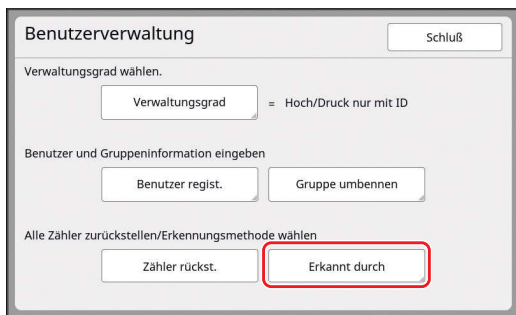 Benutzerverwaltung Schluß
Verwaltungsgrad wählen.
Verwaltungsgrad = Hoch/Druck nur mit ID
Benutzer und Gruppeninformation eingeben
Benutzer regist. Gruppe umbennen
Alle Zähler zurückstellen/Erkennungsmethode wählen
Zähler rückst. Erkannt durch